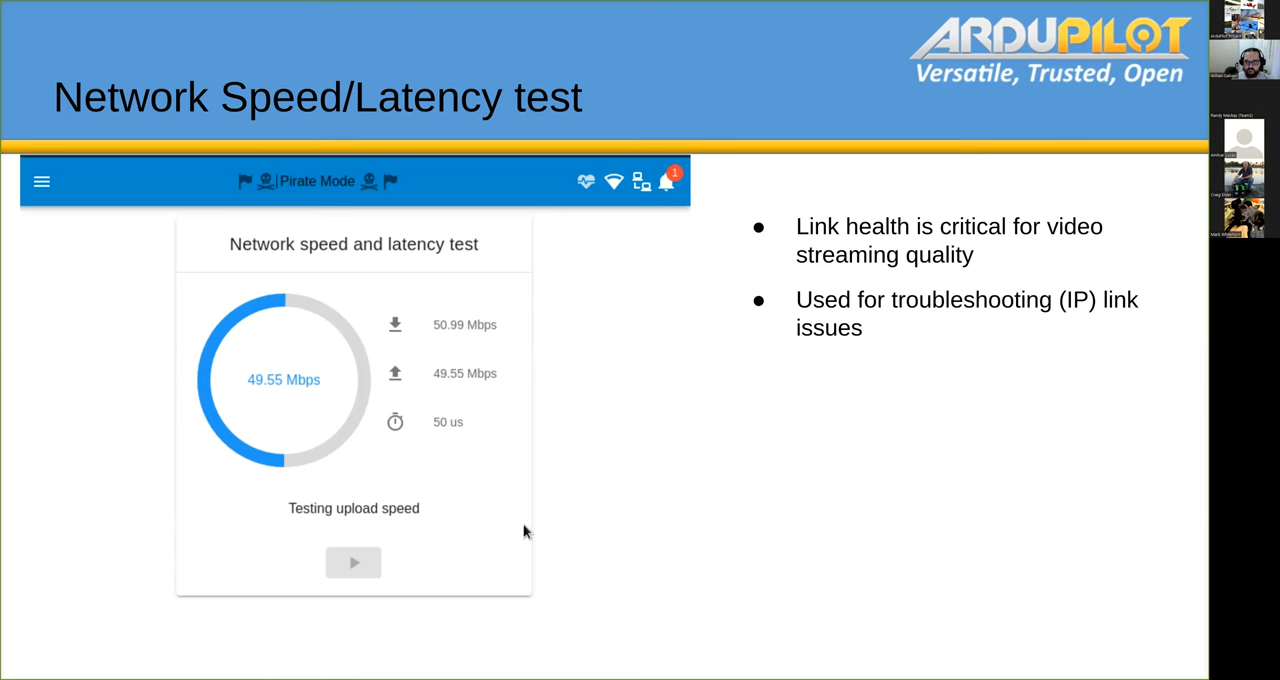 ARDUPILOT
Versatile, Trusted, Open
Network Speed/Latency test
Pirate Mode
1
Network speed and latency test
50.99 Mbps
49.55 Mbps
49.55 Mbps
50 us
Testing upload speed
● Link health is critical for video
streaming quality
● Used for troubleshooting (IP) link
issues